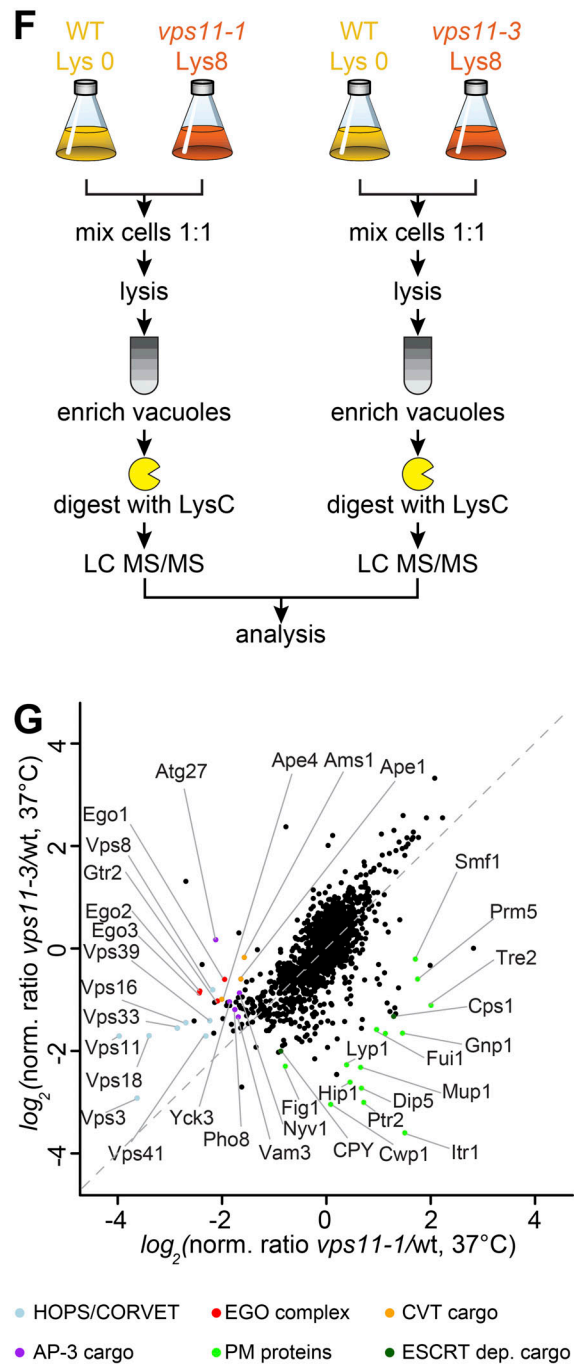 F
WT
Lys 0
vps11-1
Lys8
WT
Lys 0
vps11-3
Lys8
mix cells 1:1
mix cells 1:1
lysis
lysis
enrich vacuoles
enrich vacuoles
digest with LysC
digest with LysC
LC MS/MS
LC MS/MS
analysis
G
log2(norm. ratio vps11-3/wt, 37°C)
4
2
0
-2
-4
Atg27
Ape4
Ams1
Ape1
Ego1
Vps8
Gtr2
Ego2
Ego3
Vps39
Vps16
Vps33
Vps11
Vps18
Vps3
Vps41
Yck3
Pho8
Vam3
Nyv1
Fig1
CPY
Hip1
Lyp1
Cwp1
Ptr2
Dip5
Mup1
Itr1
Fui1
Gnp1
Cps1
Tre2
Prm5
Smf1
-4
-2
0
2
4
log2(norm. ratio vps11-1/wt, 37°C)
HOPS/CORVET
EGO complex
CVT cargo
AP-3 cargo
PM proteins
ESCRT dep. cargo